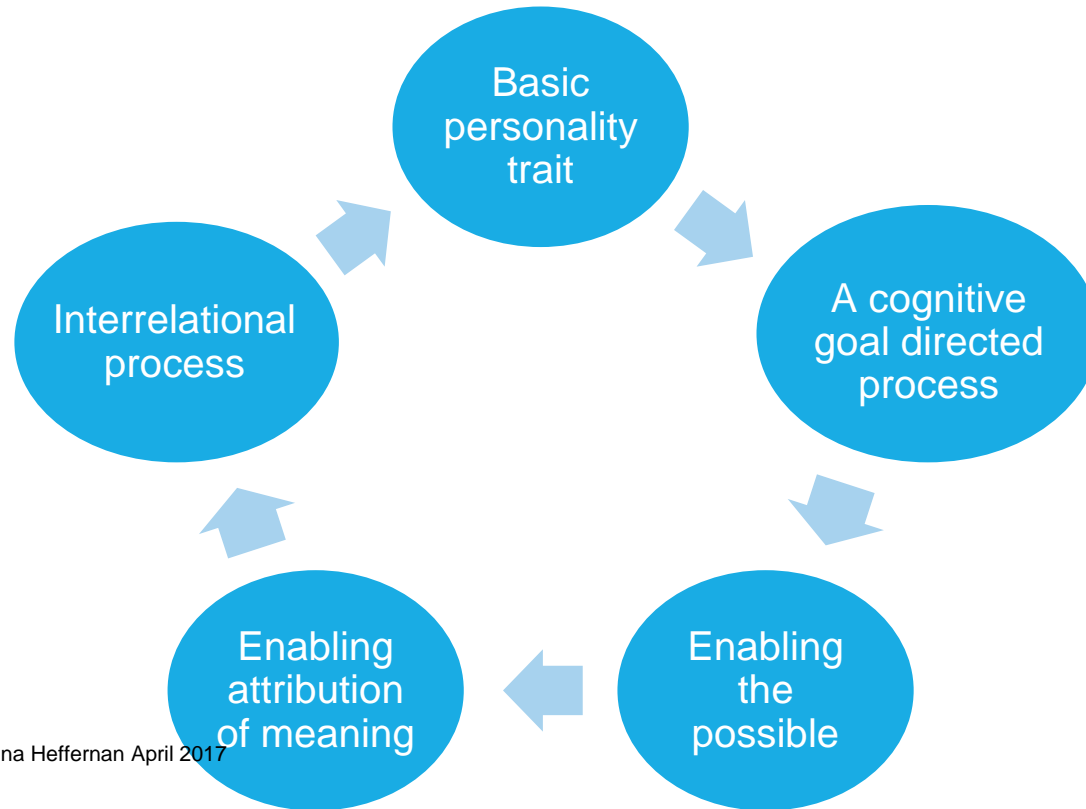 Basic
personality
trait
A cognitive
goal directed
process
Enabling
the
possible
Enabling
attribution
of meaning
Interrelational
process
na Heffernan April 2017